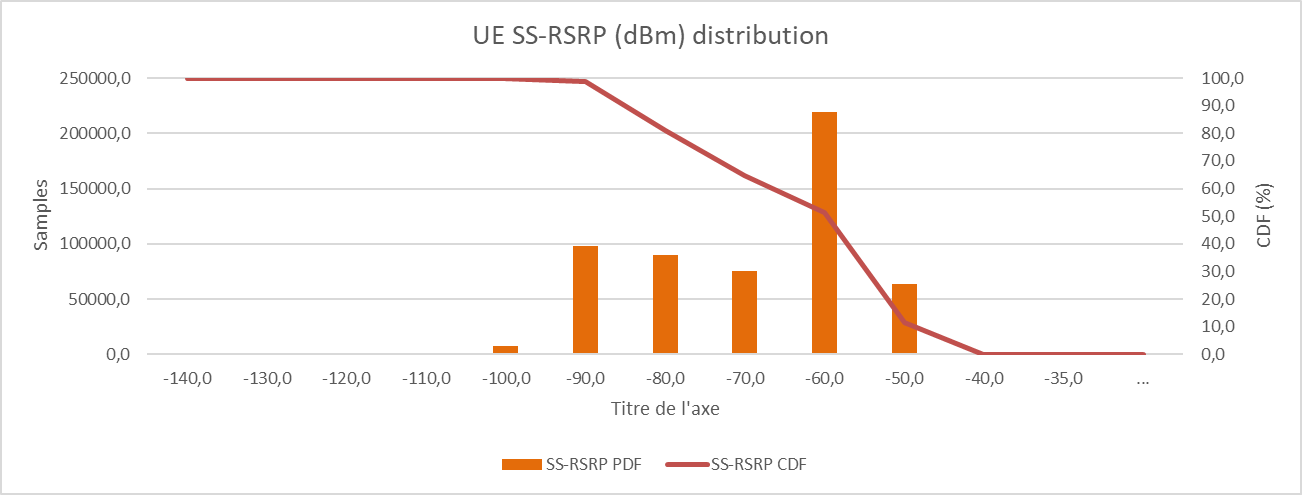 UE SS-RSRP (dBm) distribution
250000,0
200000,0
150000,0
100000,0
50000,0
0,0
Samples
100,0
90,0
80,0
70,0
60,0
50,0
40,0
30,0
20,0
10,0
0,0
CDF (%)
-140,0 -130,0 -120,0 -110,0 -100,0 -90,0 -80,0 -70,0 -60,0 -50,0 -40,0 -35,0 ...
Titre de l'axe
SS-RSRP PDF SS-RSRP CDF